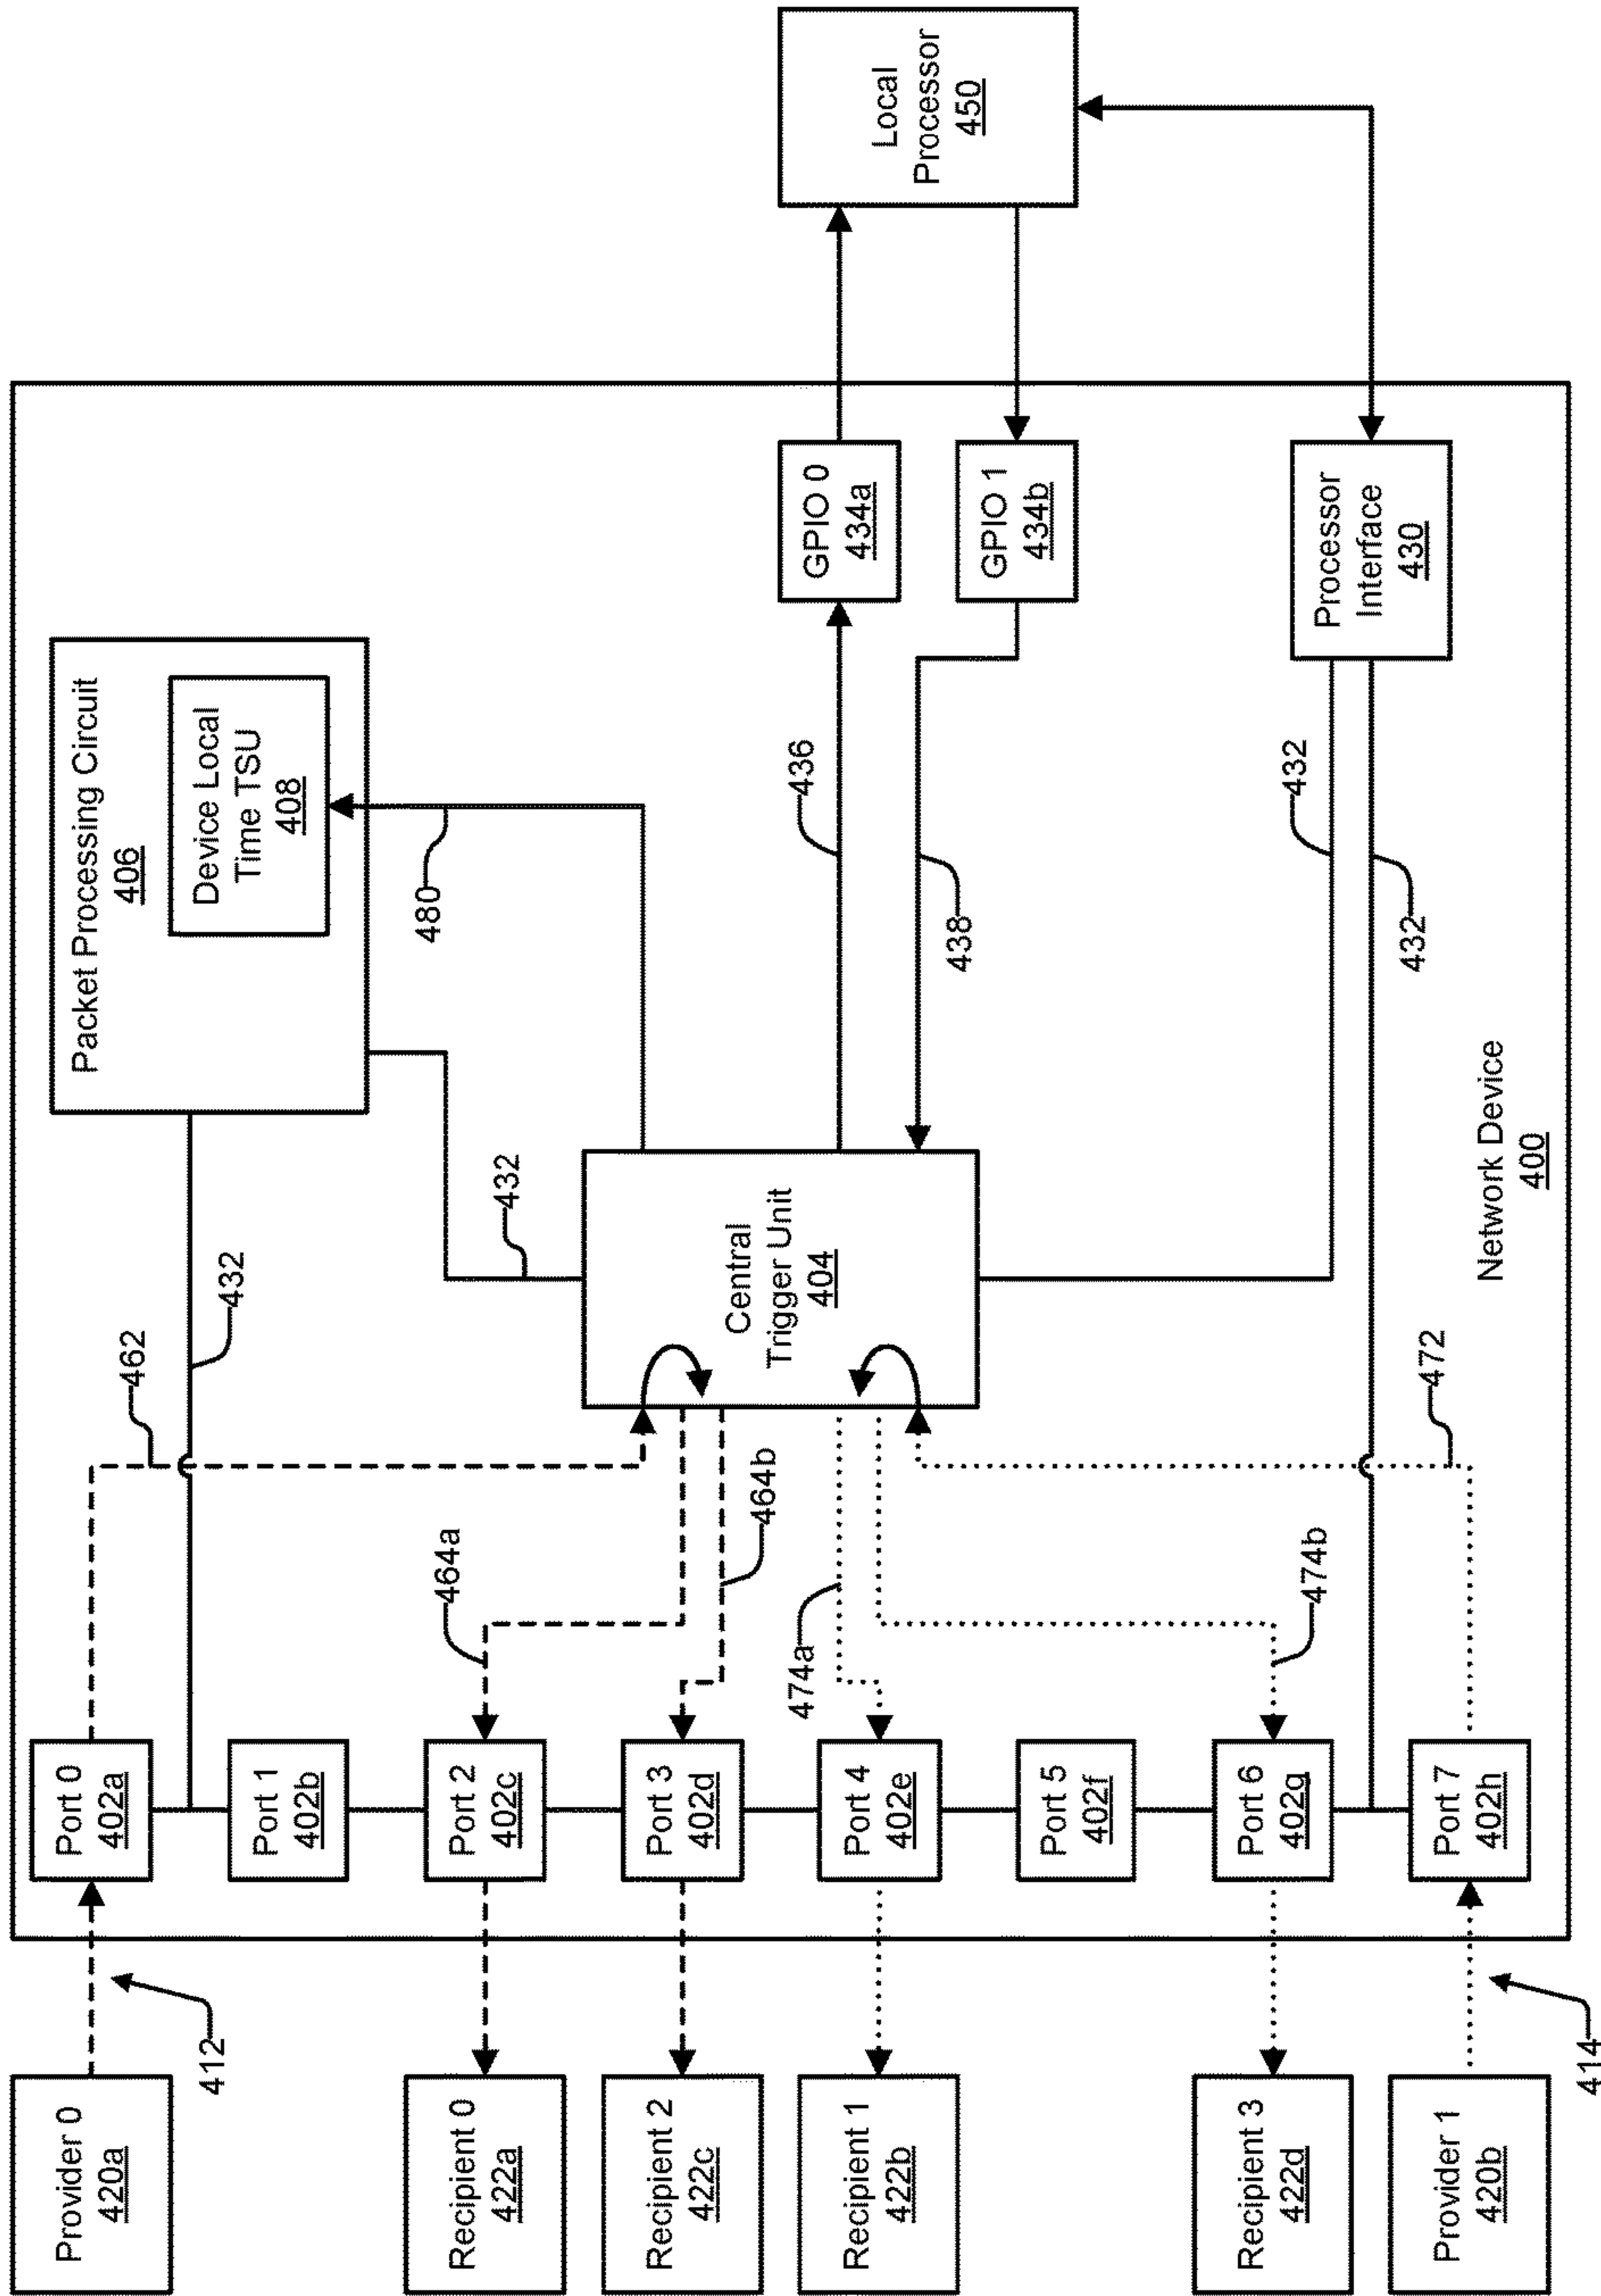 Provider 0
420a
412
Recipient 0
422a
Recipient 2
422c
Recipient 1
422b
Recipient 3
422d
Provider 1
420b
414
Port 0
402a
Port 1
402b
Port 2
402c
Port 3
402d
Port 4
402e
Port 5
402f
Port 6
402g
Port 7
402h
462
432
464a
464b
474a
474b
472
Central
Trigger Unit
404
432
Packet Processing Circuit
406
Device Local
Time TSU
408
480
436
438
432
432
Network Device
400
GPIO 0
434a
GPIO 1
434b
Processor
Interface
430
Local
Processor
450